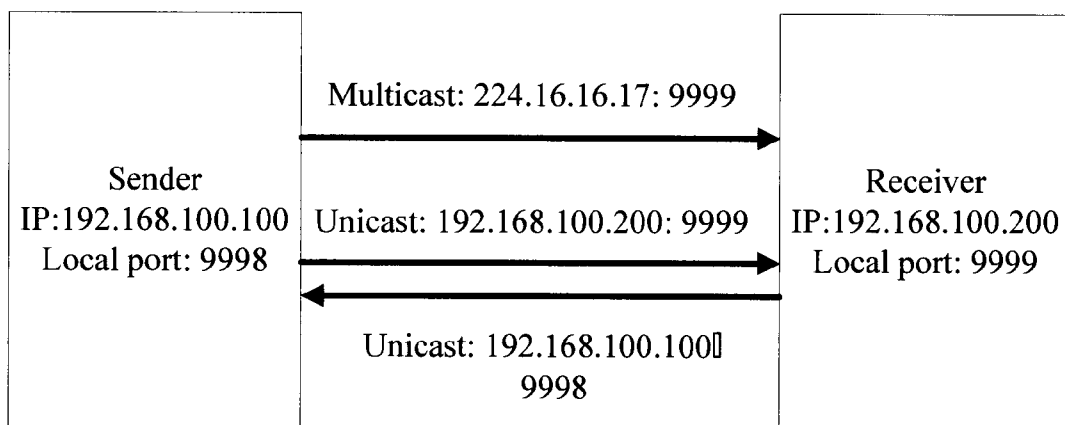 Multicast: 224.16.16.17: 9999
Sender
IP:192.168.100.100
Local port: 9998
Unicast: 192.168.100.200: 9999
Receiver
IP:192.168.100.200
Local port: 9999
Unicast: 192.168.100.100▯
9998